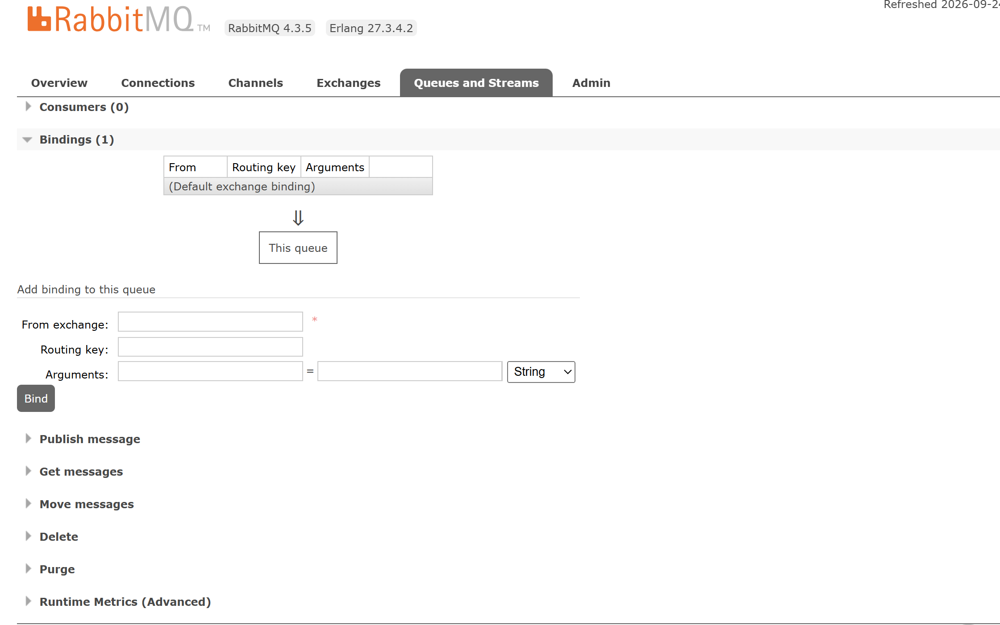 Refreshed 2026-09-24
RabbitMQ TM RabbitMQ 4.3.5 Erlang 27.3.4.2
Overview Connections Channels Exchanges Queues and Streams Admin
Consumers (0)
Bindings (1)
From Routing key Arguments
(Default exchange binding)
⇓
This queue
Add binding to this queue
From exchange: *
Routing key:
Arguments: = String
Bind
Publish message
Get messages
Move messages
Delete
Purge
Runtime Metrics (Advanced)